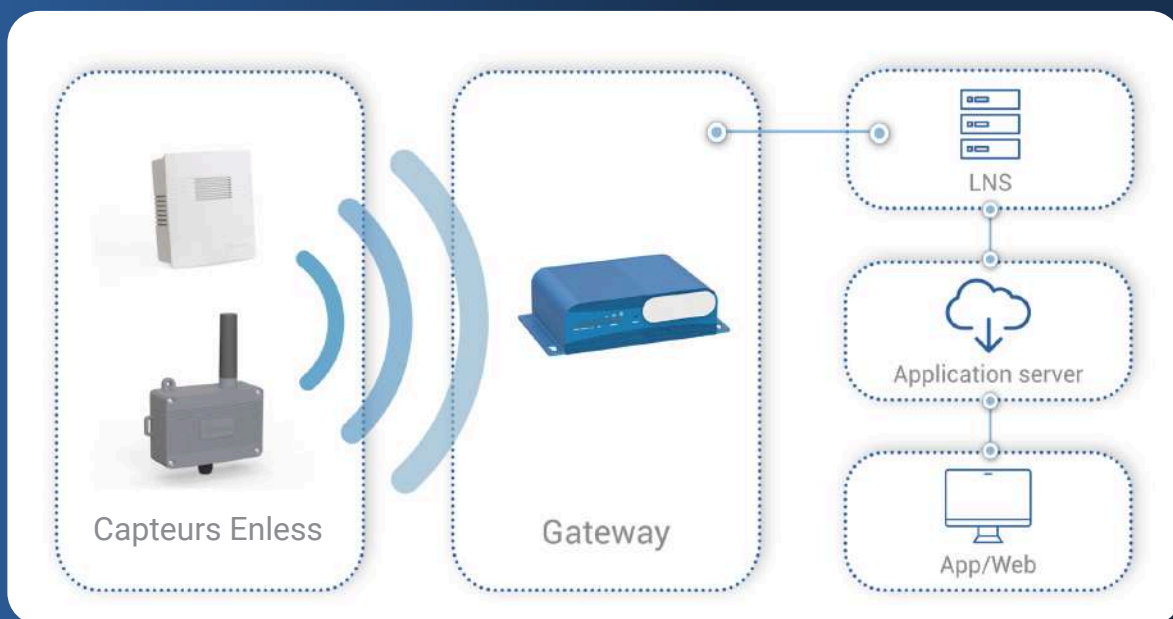 Capteurs Enless
Gateway
LNS
Application server
App/Web